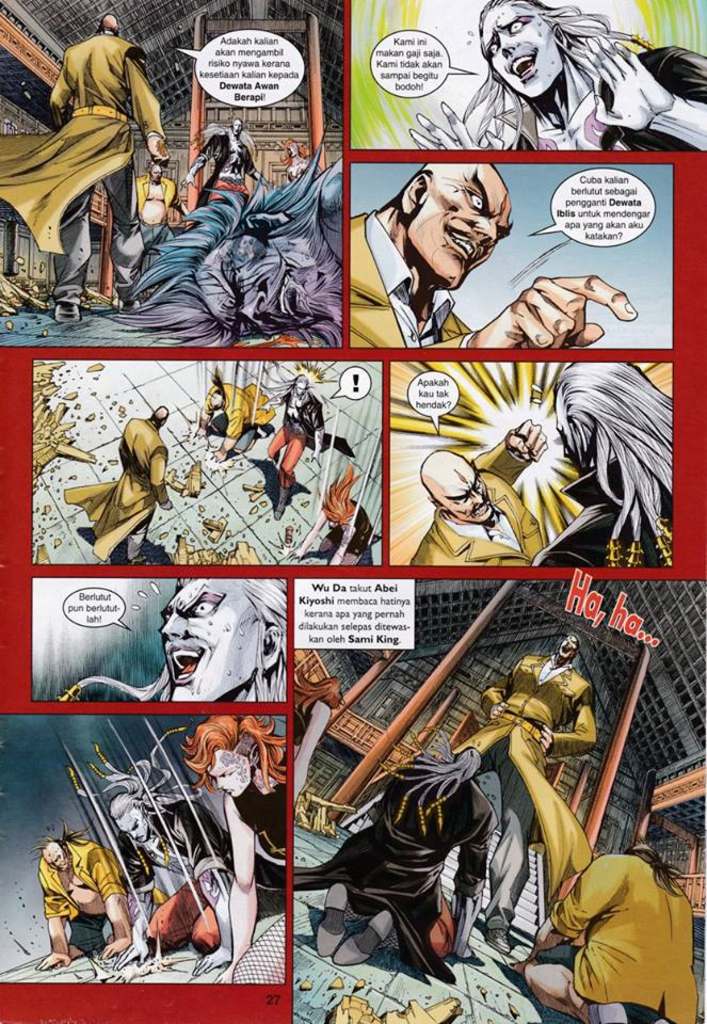 Adakah kalian
akan mengambil
risiko nyawa kerana
kesetiaan kalian kepada
Dewata Awan
Berapi!
Kami ini
makan gaji saja.
Kami tidak akan
sampai begitu
bodoh!
Cuba kalian
berlutut sebagai
pengganti Dewata
Iblis untuk mendengar
apa yang akan aku
katakan?
!
Apakah
kau tak
hendak?
Berlutut
pun berlutut-
lah!
Wu Da takut Abei
Kiyoshi membaca hatinya
kerana apa yang pernah
dilakukan selepas ditewas-
kan oleh Sami King.
Ha, ha...
27